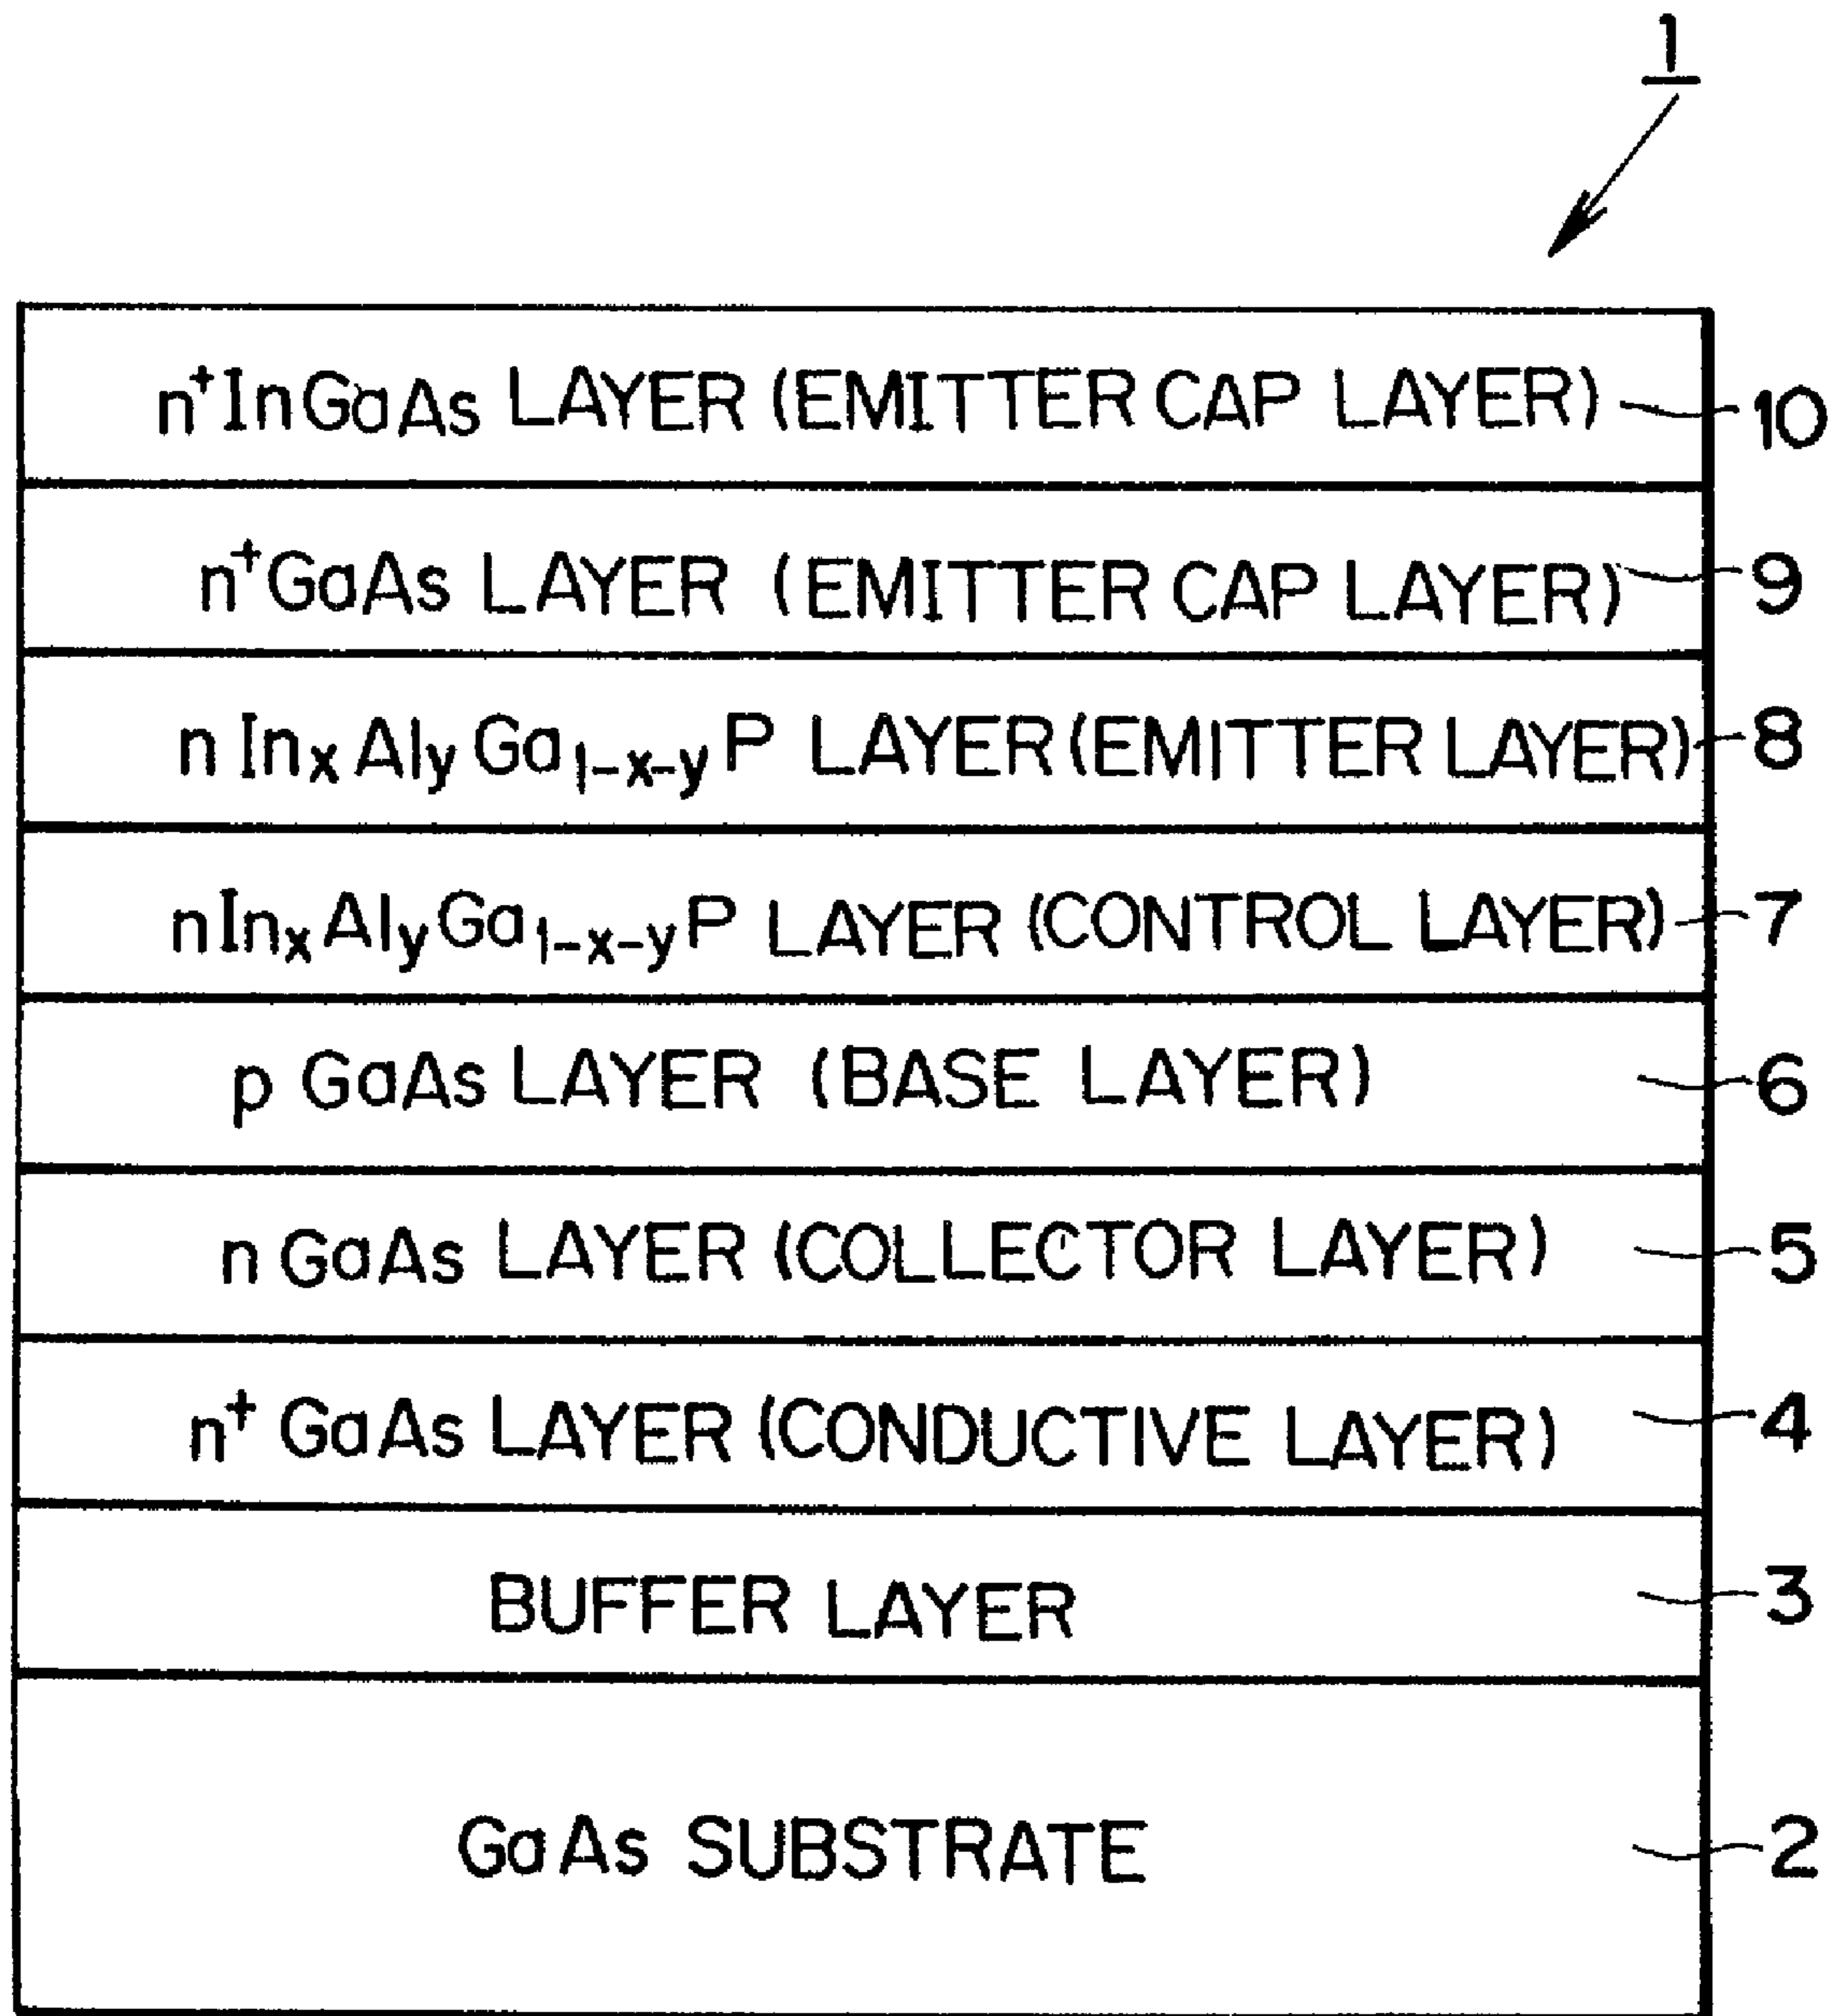 1
n⁺InGaAs LAYER (EMITTER CAP LAYER) 10
n⁺GaAs LAYER (EMITTER CAP LAYER) 9
n InₓAlyGa₁₋ₓ₋yP LAYER (EMITTER LAYER) 8
nInₓAlyGa₁₋ₓ₋yP LAYER (CONTROL LAYER) 7
p GaAs LAYER (BASE LAYER) 6
n GaAs LAYER (COLLECTOR LAYER) 5
n⁺ GaAs LAYER (CONDUCTIVE LAYER) 4
BUFFER LAYER 3
GaAs SUBSTRATE 2